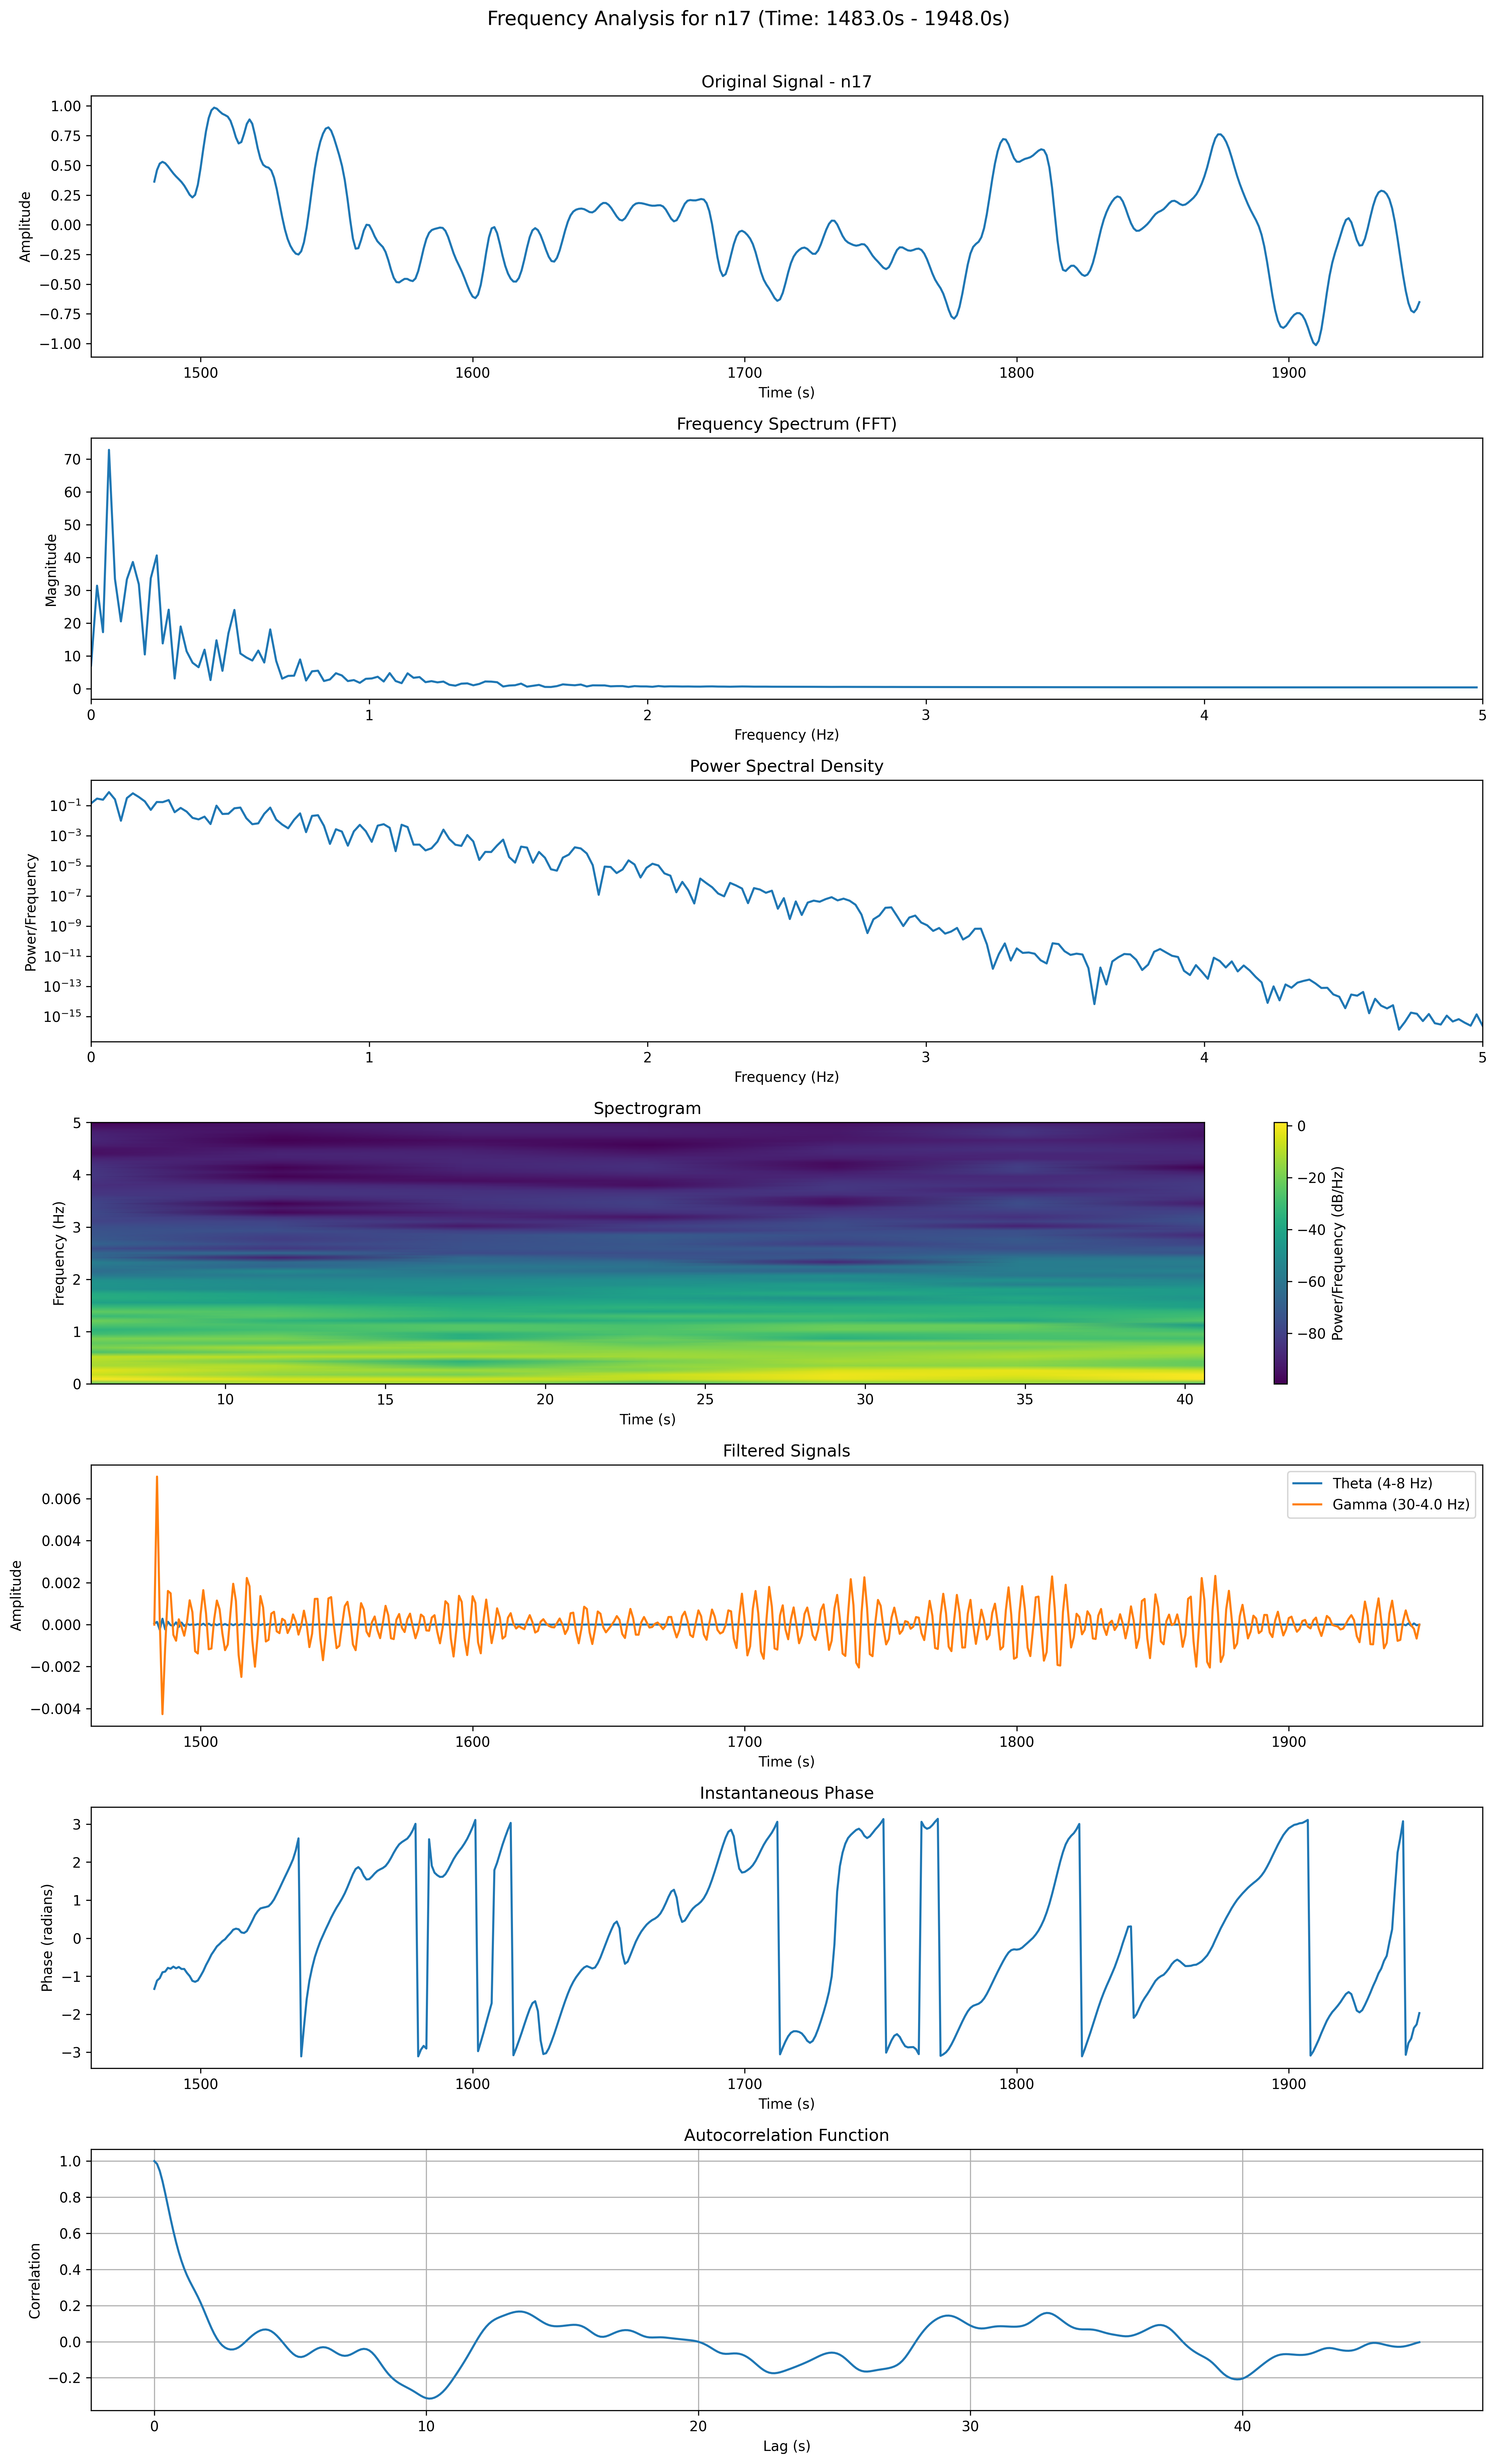 Frequency Analysis for n17 (Time: 1483.0s - 1948.0s)
Original Signal - n17
Amplitude
1.00
0.75
0.50
0.25
0.00
−0.25
−0.50
−0.75
−1.00
1500 1600 1700 1800 1900
Time (s)
Frequency Spectrum (FFT)
Magnitude
70
60
50
40
30
20
10
0
0 1 2 3 4 5
Frequency (Hz)
Power Spectral Density
Power/Frequency
10⁻¹
10⁻³
10⁻⁵
10⁻⁷
10⁻⁹
10⁻¹¹
10⁻¹³
10⁻¹⁵
0 1 2 3 4 5
Frequency (Hz)
Spectrogram
Frequency (Hz)
5
4
3
2
1
0
10 15 20 25 30 35 40
Time (s)
0
−20
−40
−60
−80
Power/Frequency (dB/Hz)
Filtered Signals
Theta (4-8 Hz)
Gamma (30-4.0 Hz)
Amplitude
0.006
0.004
0.002
0.000
−0.002
−0.004
1500 1600 1700 1800 1900
Time (s)
Instantaneous Phase
Phase (radians)
3
2
1
0
−1
−2
−3
1500 1600 1700 1800 1900
Time (s)
Autocorrelation Function
Correlation
1.0
0.8
0.6
0.4
0.2
0.0
−0.2
0 10 20 30 40
Lag (s)